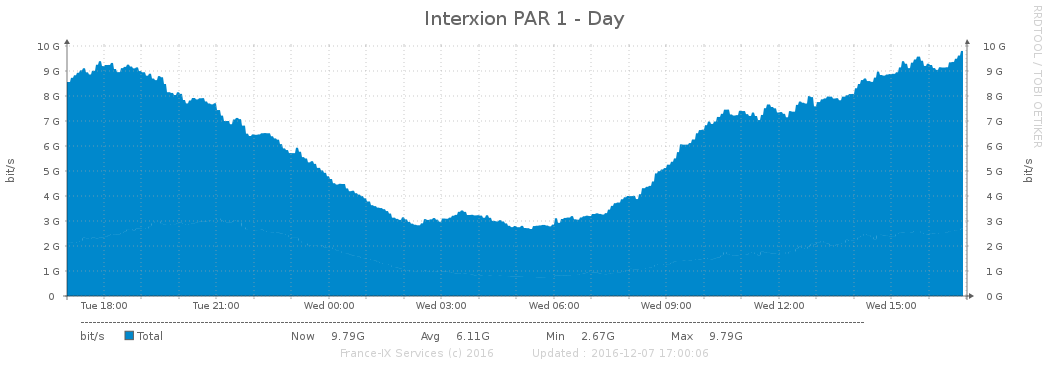 Interxion PAR 1 - Day
RRDTOOL / TOBI OETIKER
10 G 10 G
9 G 9 G
8 G 8 G
7 G 7 G
6 G 6 G
5 G 5 G
4 G 4 G
3 G 3 G
2 G 2 G
1 G 1 G
0 0 G
bit/s bit/s
Tue 18:00 Tue 21:00 Wed 00:00 Wed 03:00 Wed 06:00 Wed 09:00 Wed 12:00 Wed 15:00
bit/s Total Now 9.79G Avg 6.11G Min 2.67G Max 9.79G
France-IX Services (c) 2016 Updated : 2016-12-07 17:00:06